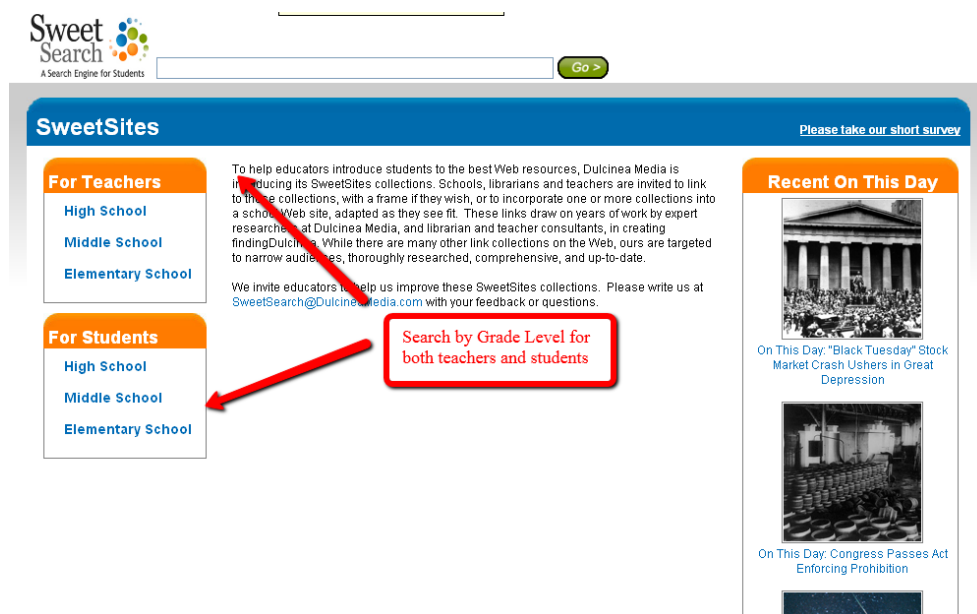 Sweet
Search
A Search Engine for Students
Go >
SweetSites
Please take our short survey
For Teachers
High School
Middle School
Elementary School
For Students
High School
Middle School
Elementary School
To help educators introduce students to the best Web resources, Dulcinea Media is
introducing its SweetSites collections. Schools, librarians and teachers are invited to link
to these collections, with a frame if they wish, or to incorporate one or more collections into
a school Web site, adapted as they see fit. These links draw on years of work by expert
researchers at Dulcinea Media, and librarian and teacher consultants, in creating
findingDulcinea. While there are many other link collections on the Web, ours are targeted
to narrow audiences, thoroughly researched, comprehensive, and up-to-date.
We invite educators to help us improve these SweetSites collections. Please write us at
SweetSearch@DulcineaMedia.com with your feedback or questions.
Search by Grade Level for
both teachers and students
Recent On This Day
On This Day: "Black Tuesday" Stock
Market Crash Ushers in Great
Depression
On This Day: Congress Passes Act
Enforcing Prohibition